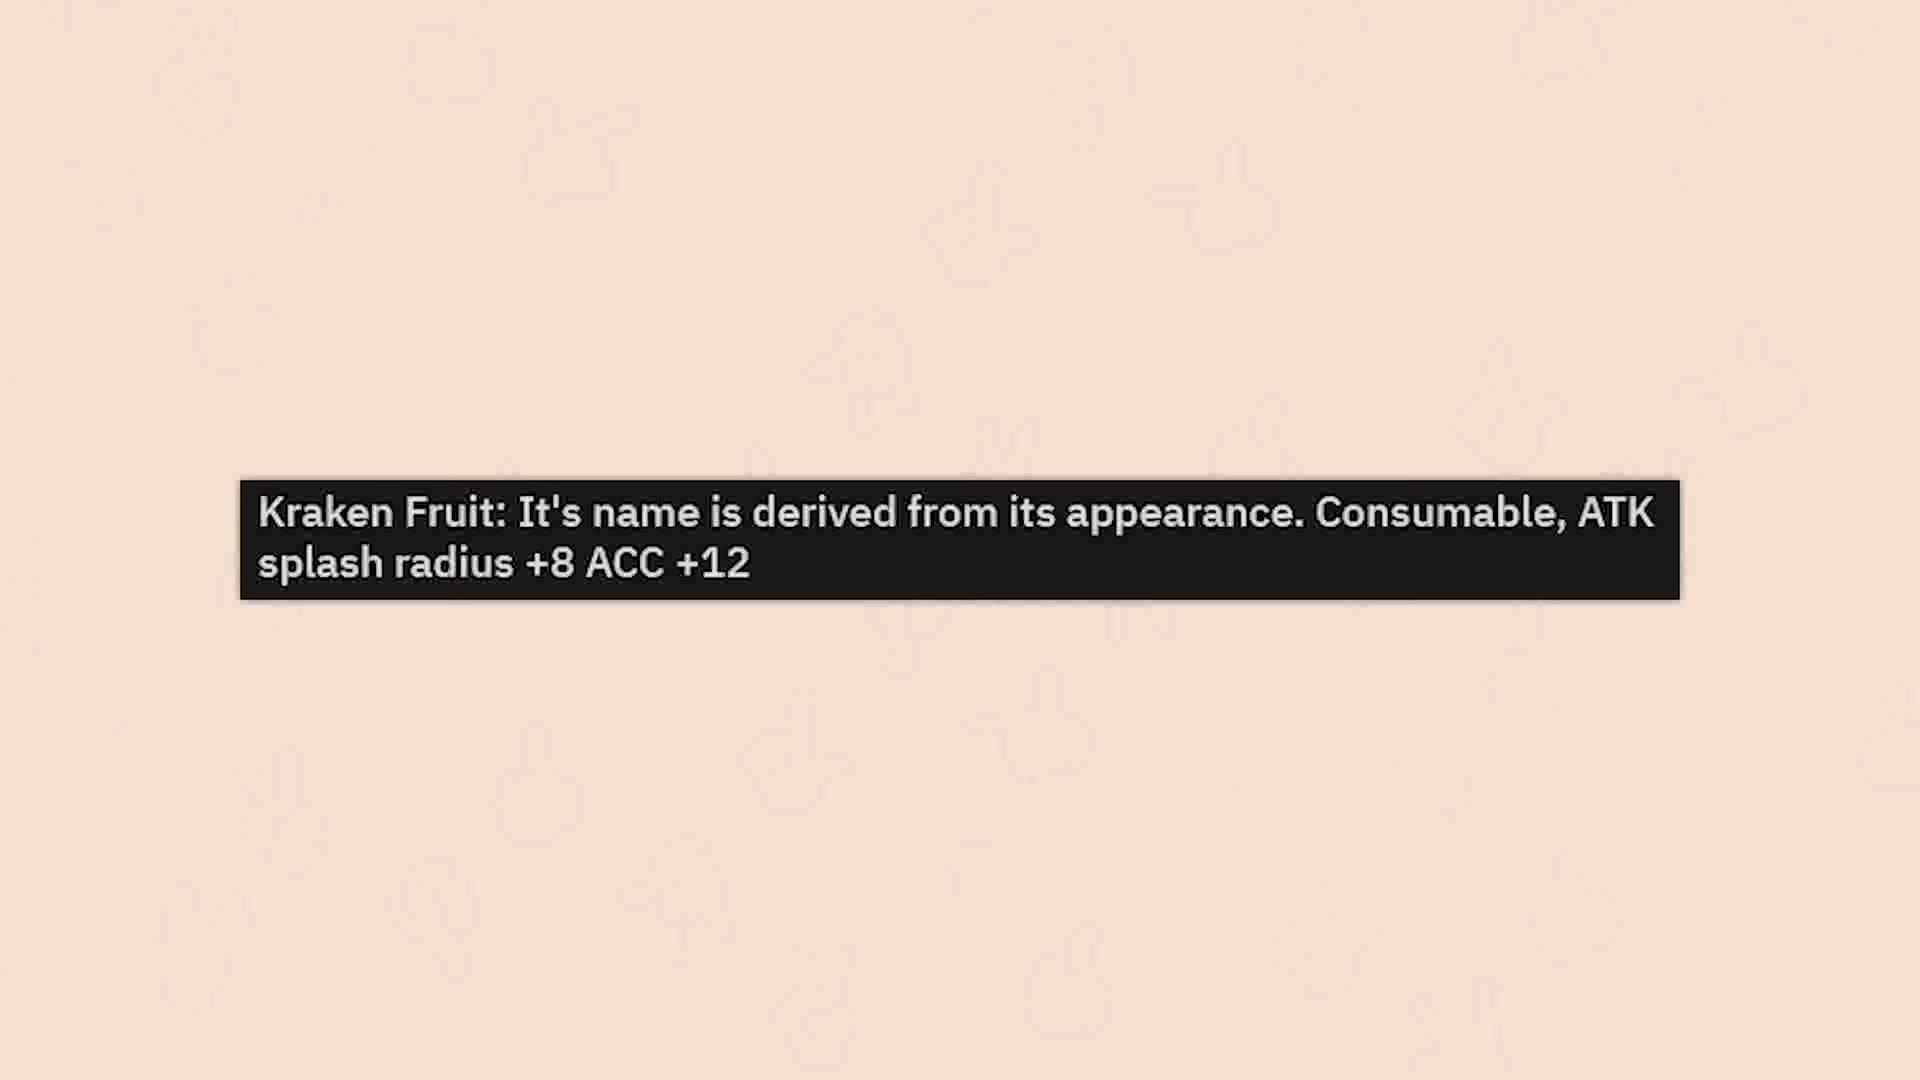 Kraken Fruit: It's name is derived from its appearance. Consumable, ATK
splash radius +8 ACC +12